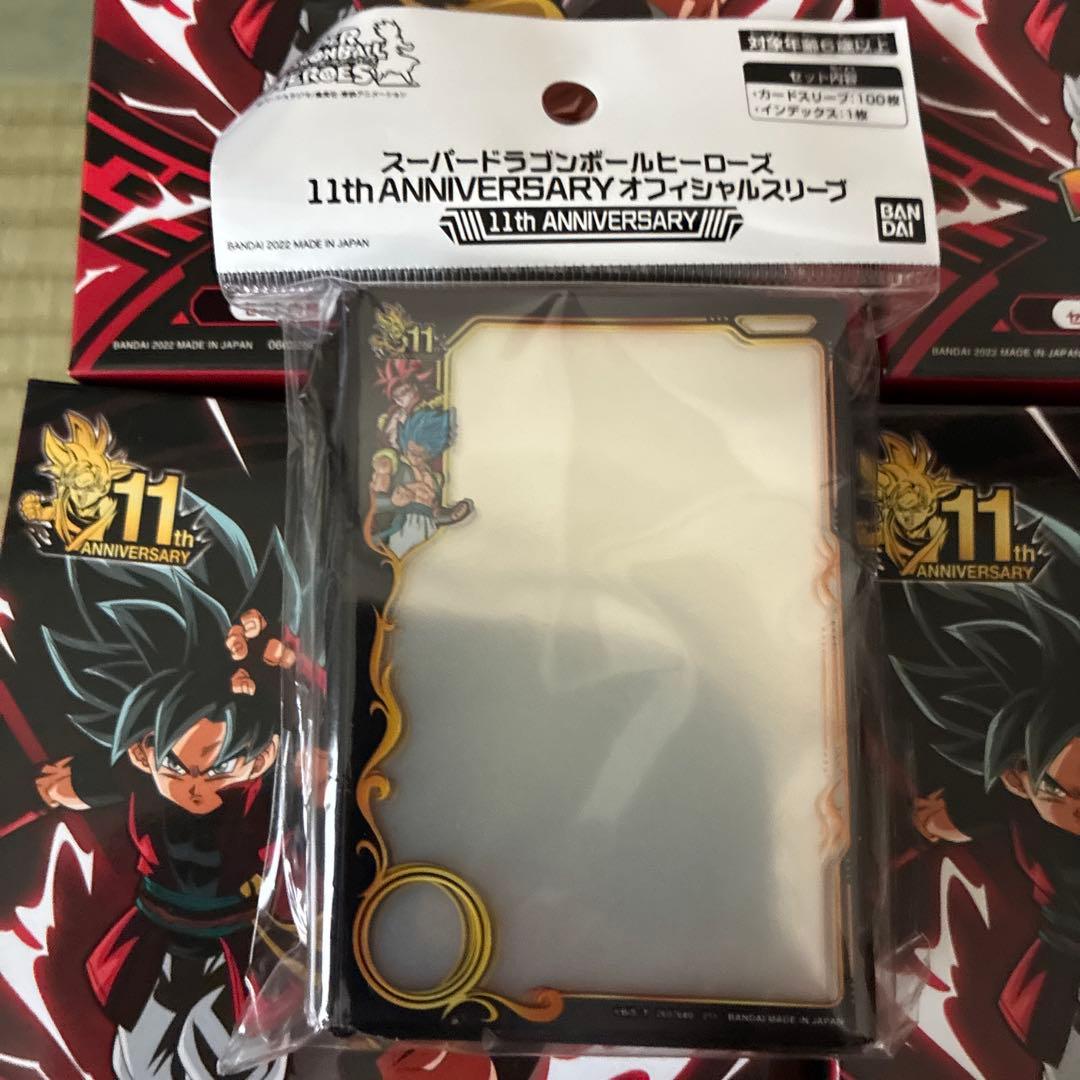 対象年齢6歳以上
セット内容
・カードスリーブ:100枚
・インデックス:1枚
スーパードラゴンボールヒーローズ
11th ANNIVERSARYオフィシャルスリーブ
11th ANNIVERSARY
BAN
DAI
BANDAI 2022 MADE IN JAPAN
BANDAI 2022 MADE IN JAPAN
BANDAI 2022 MADE IN JAPAN
11
11th
ANNIVERSARY
11th
ANNIVERSARY
BANDAI MADE IN JAPAN